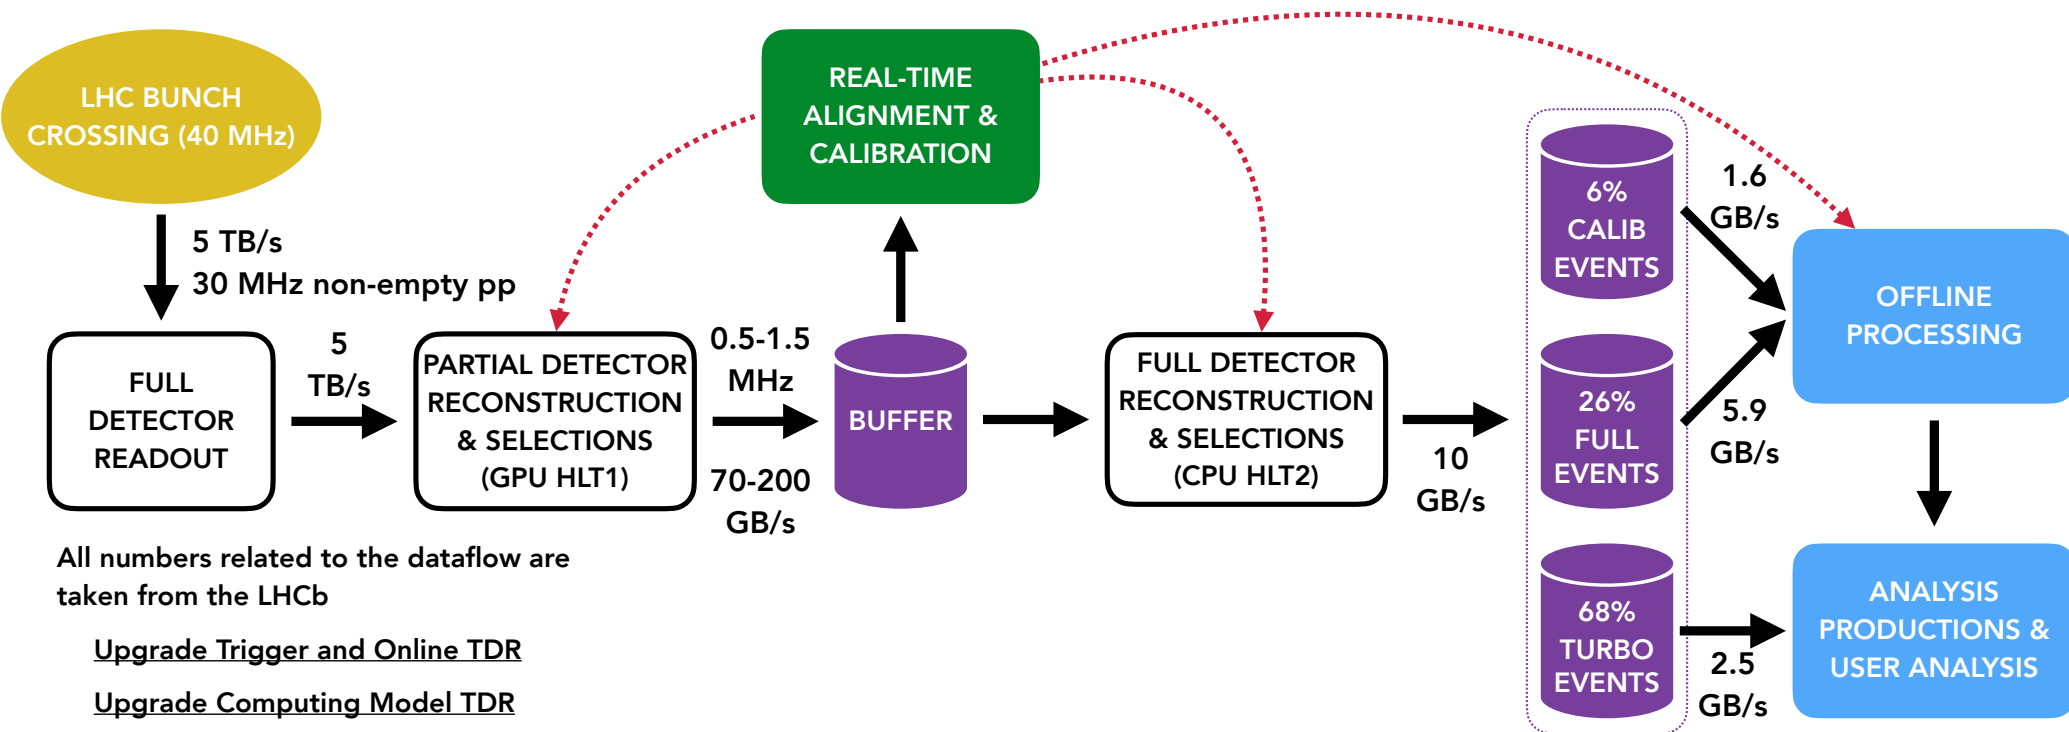 LHC BUNCH
CROSSING (40 MHz)
5 TB/s
30 MHz non-empty pp
FULL
DETECTOR
READOUT
5
TB/s
PARTIAL DETECTOR
RECONSTRUCTION
& SELECTIONS
(GPU HLT1)
0.5-1.5
MHz
70-200
GB/s
BUFFER
REAL-TIME
ALIGNMENT &
CALIBRATION
FULL DETECTOR
RECONSTRUCTION
& SELECTIONS
(CPU HLT2)
10
GB/s
6%
CALIB
EVENTS
26%
FULL
EVENTS
68%
TURBO
EVENTS
1.6
GB/s
5.9
GB/s
2.5
GB/s
OFFLINE
PROCESSING
ANALYSIS
PRODUCTIONS &
USER ANALYSIS
All numbers related to the dataflow are
taken from the LHCb
Upgrade Trigger and Online TDR
Upgrade Computing Model TDR